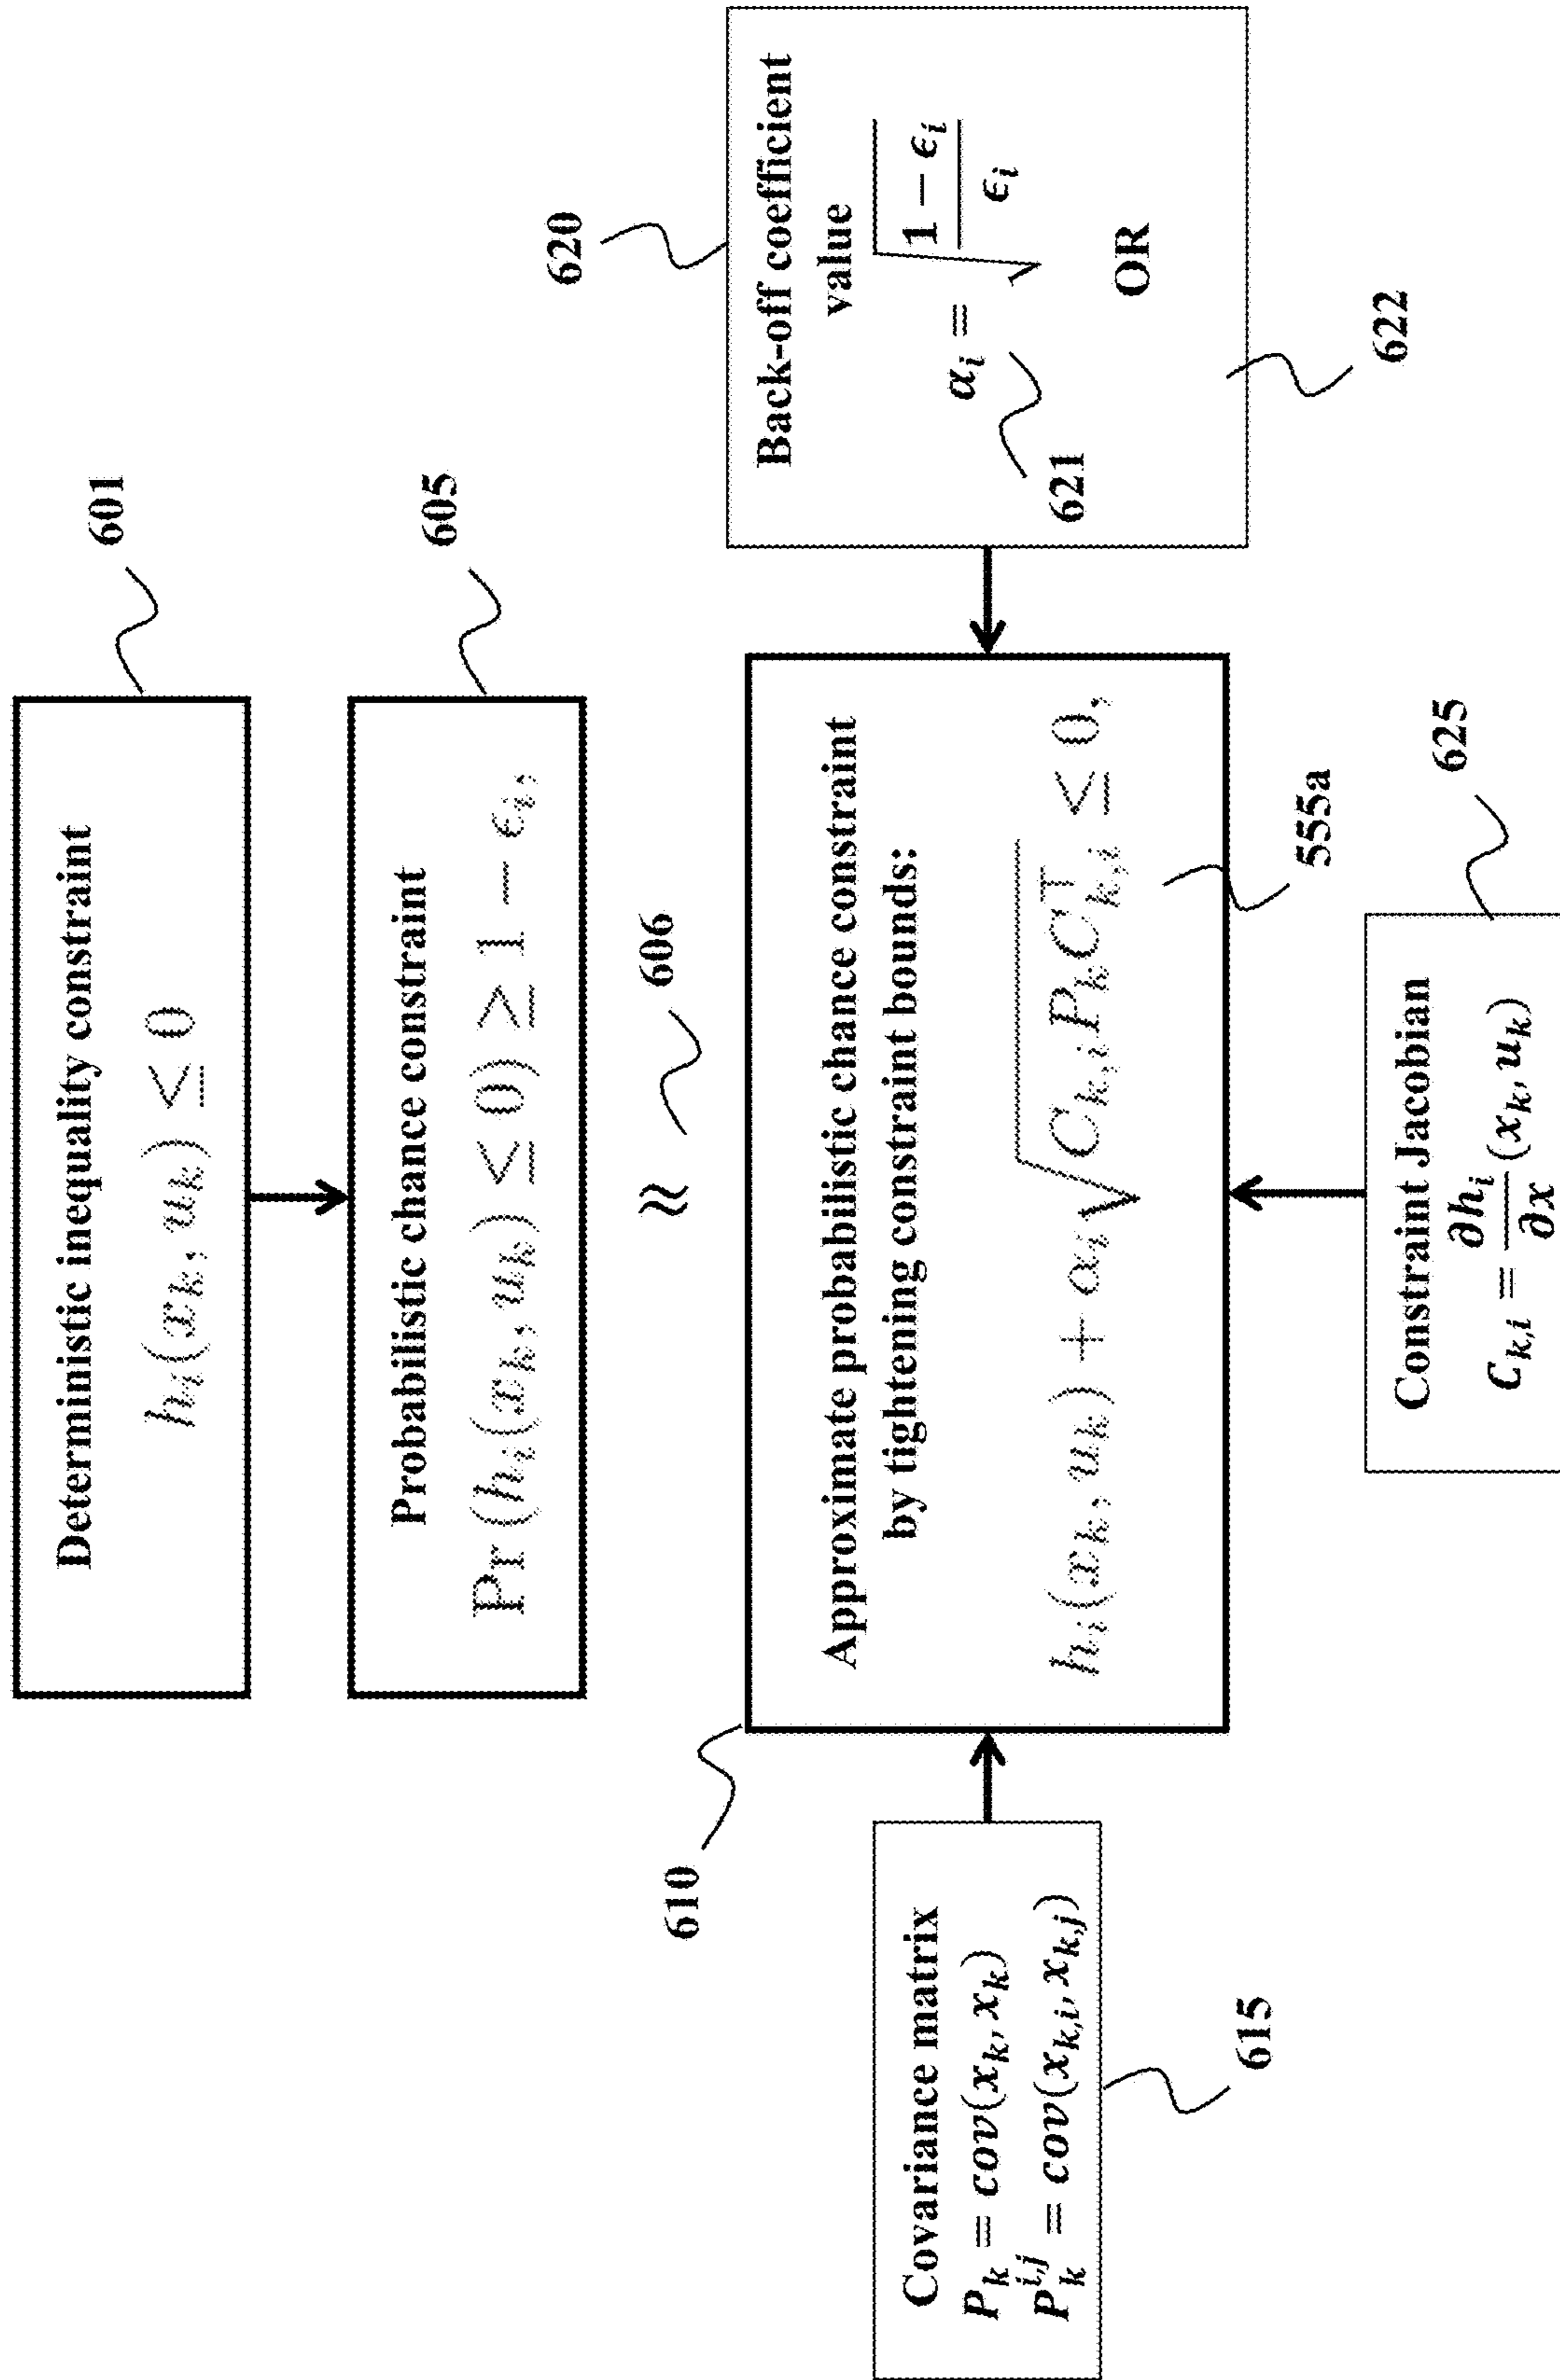 Deterministic inequality constraint
h_i(x_k, u_k) ≤ 0
601
Probabilistic chance constraint
Pr(h_i(x_k, u_k) ≤ 0) ≥ 1 − ϵ_i,
605
≈
606
610
Approximate probabilistic chance constraint
by tightening constraint bounds:
h_i(x_k, u_k) + α_i √(C_{k,i} P_k C_{k,i}^⊤) ≤ 0,
555a
Covariance matrix
P_k = cov(x_k, x_k)
P_k^{i,j} = cov(x_{k,i}, x_{k,j})
615
620
Back-off coefficient
value
α_i = √((1 − ϵ_i)/ϵ_i)
621
OR
622
Constraint Jacobian
C_{k,i} = ∂h_i/∂x (x_k, u_k)
625